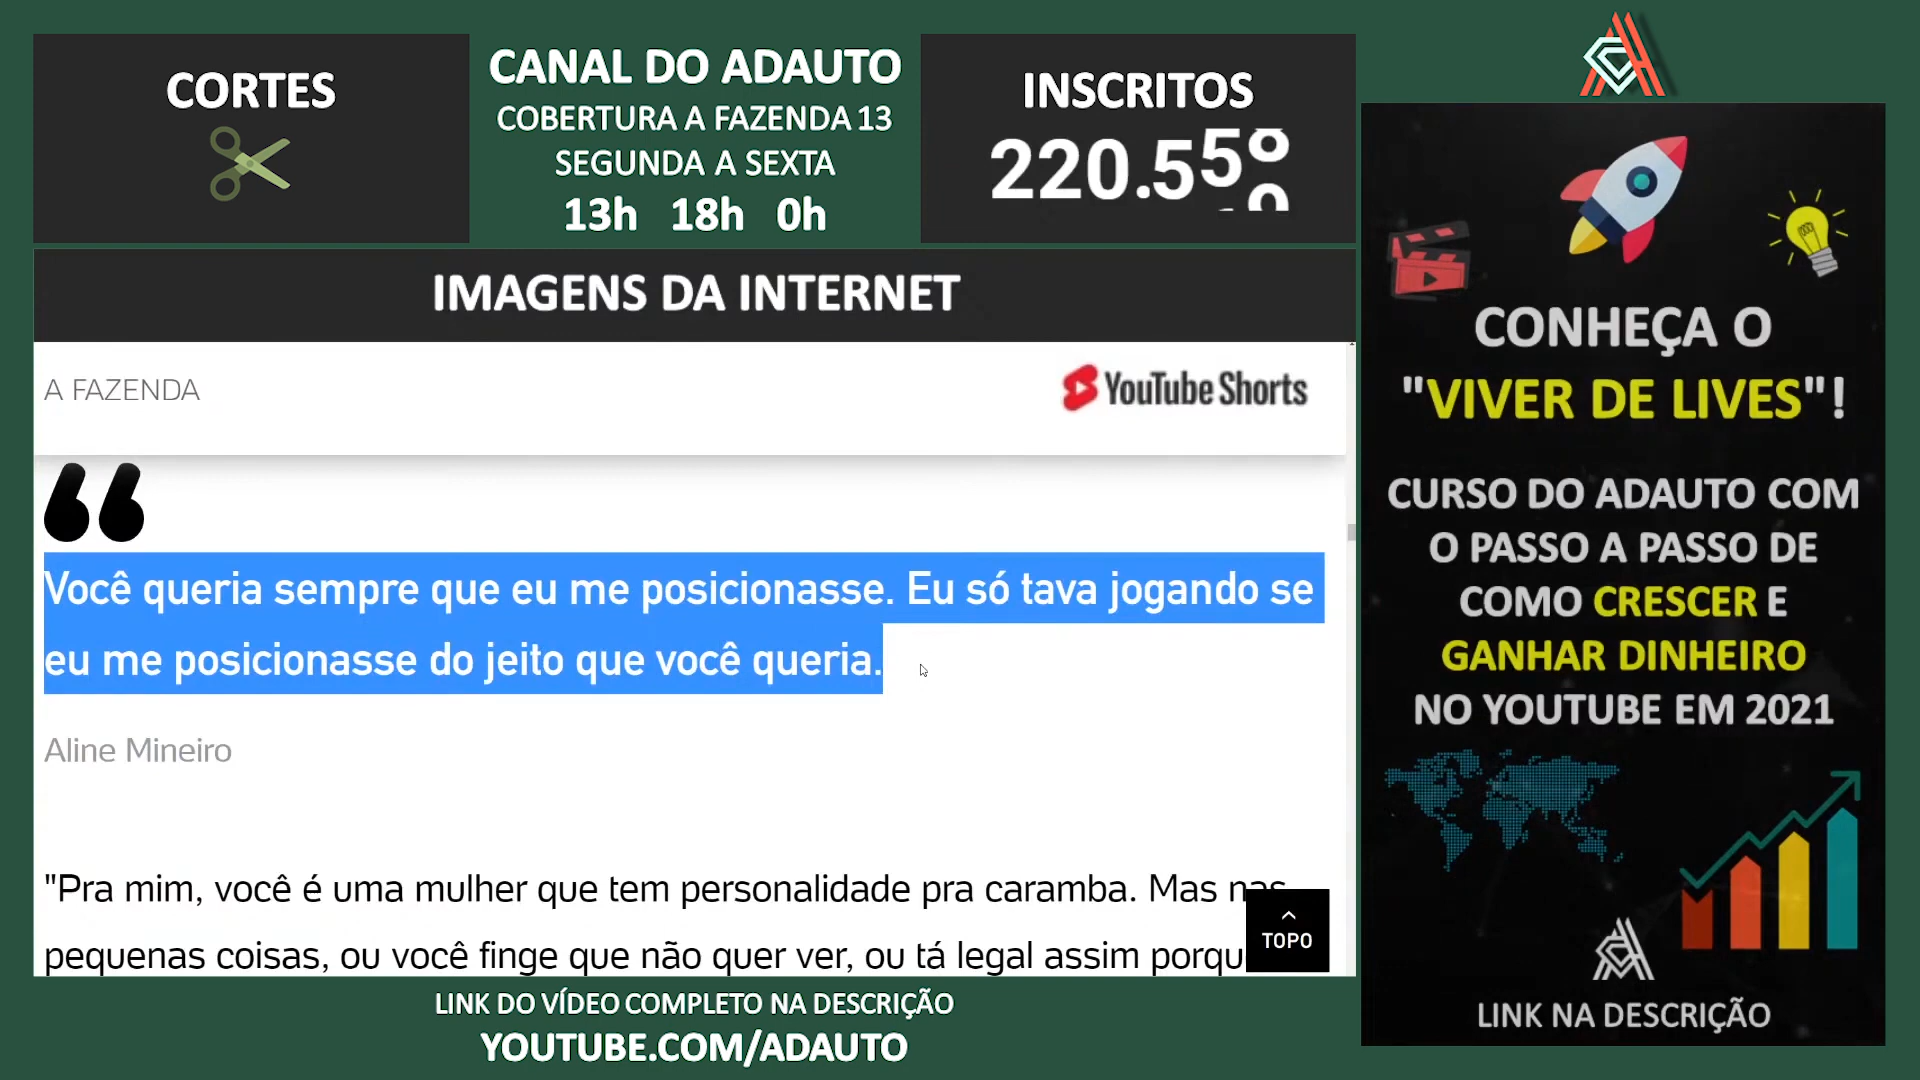 CORTES
CANAL DO ADAUTO
COBERTURA A FAZENDA 13
SEGUNDA A SEXTA
13h 18h 0h
INSCRITOS
220.55
IMAGENS DA INTERNET
A FAZENDA
YouTube Shorts
Você queria sempre que eu me posicionasse. Eu só tava jogando se
eu me posicionasse do jeito que você queria.
Aline Mineiro
"Pra mim, você é uma mulher que tem personalidade pra caramba. Mas nas
pequenas coisas, ou você finge que não quer ver, ou tá legal assim porqu
TOPO
LINK DO VÍDEO COMPLETO NA DESCRIÇÃO
YOUTUBE.COM/ADAUTO
CONHEÇA O
"VIVER DE LIVES"!
CURSO DO ADAUTO COM
O PASSO A PASSO DE
COMO CRESCER E
GANHAR DINHEIRO
NO YOUTUBE EM 2021
LINK NA DESCRIÇÃO